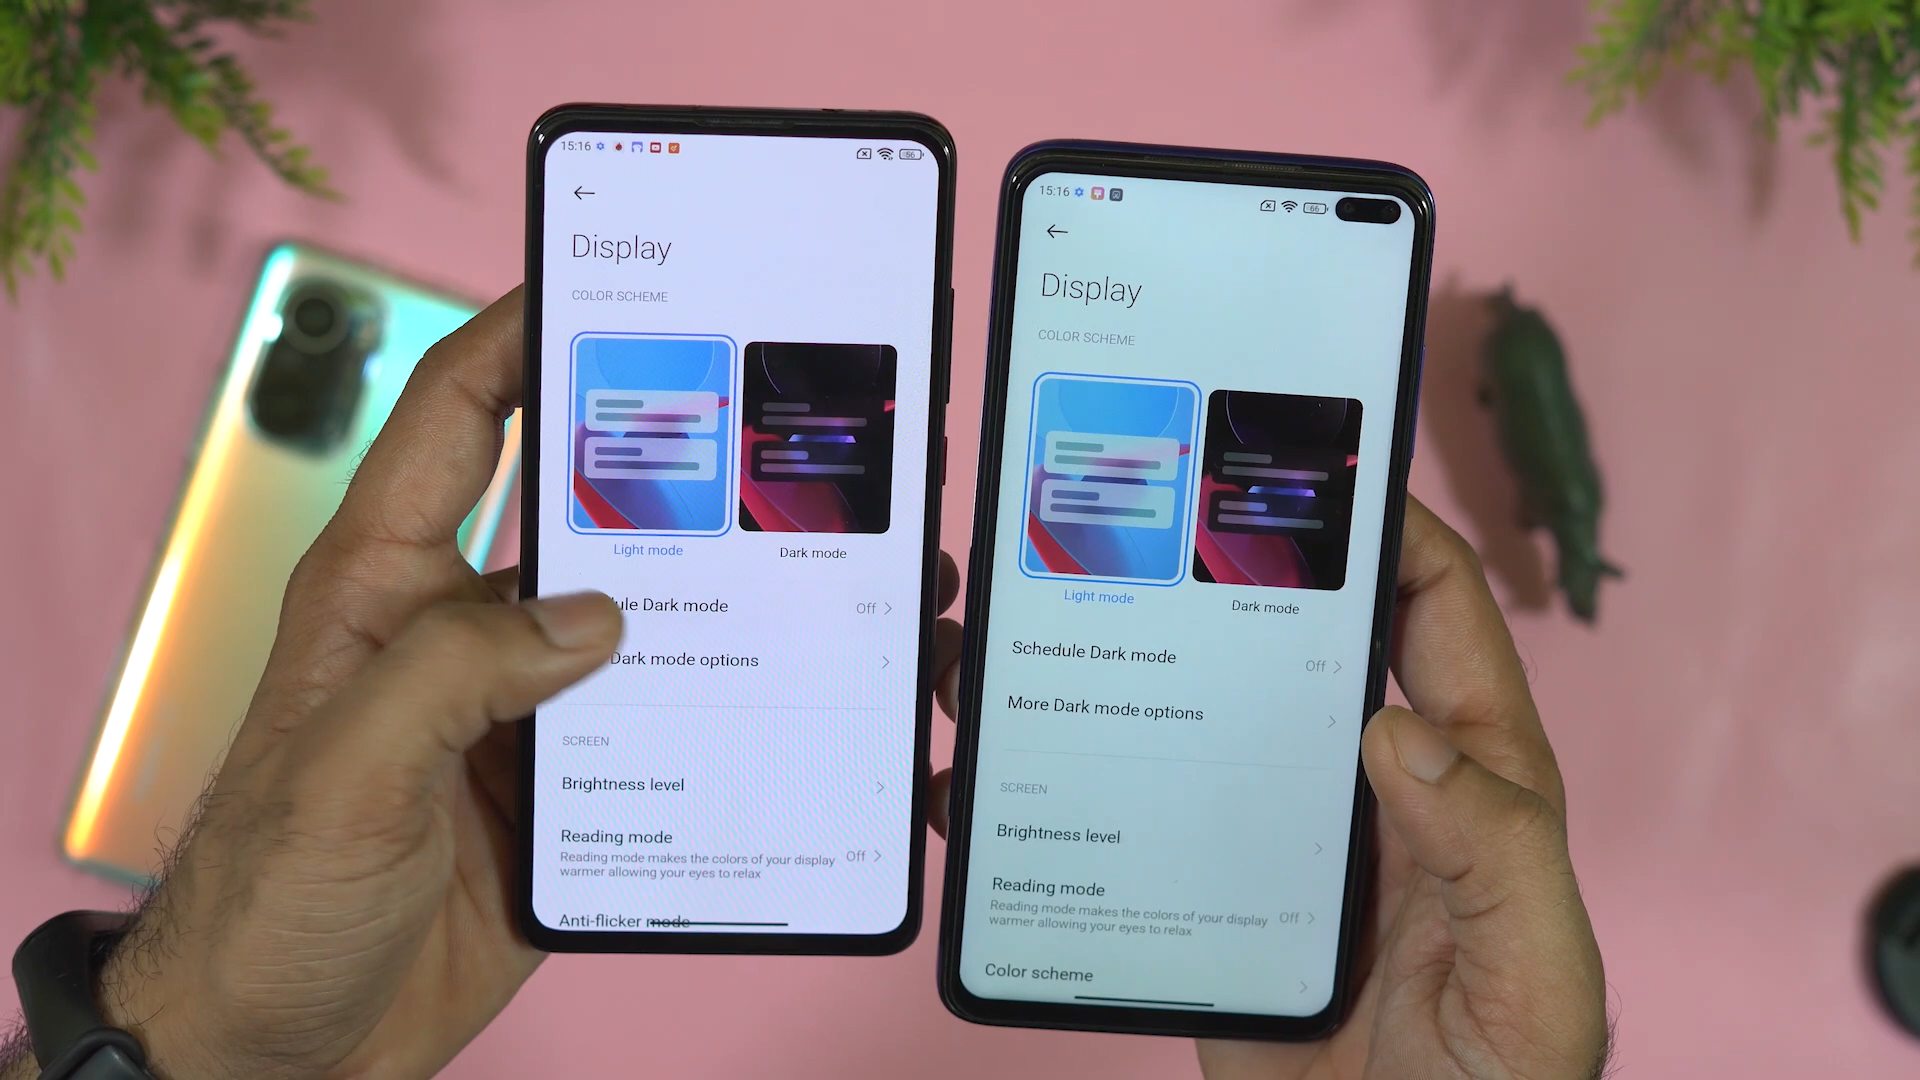 15:16
66
Display
COLOR SCHEME
Light mode
Dark mode
ule Dark mode
Off
Dark mode options
SCREEN
Brightness level
Reading mode
Reading mode makes the colors of your display
warmer allowing your eyes to relax
Off
Anti-flicker mode
15:16
66
Display
COLOR SCHEME
Light mode
Dark mode
Schedule Dark mode
Off
More Dark mode options
SCREEN
Brightness level
Reading mode
Reading mode makes the colors of your display
warmer allowing your eyes to relax
Off
Color scheme